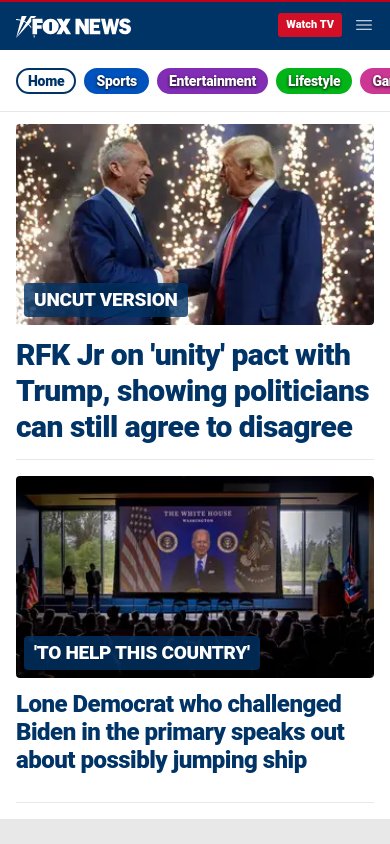 FOX NEWS
Watch TV
Home
Sports
Entertainment
Lifestyle
UNCUT VERSION
RFK Jr on 'unity' pact with
Trump, showing politicians
can still agree to disagree
THE WHITE HOUSE
WASHINGTON
'TO HELP THIS COUNTRY'
Lone Democrat who challenged
Biden in the primary speaks out
about possibly jumping ship